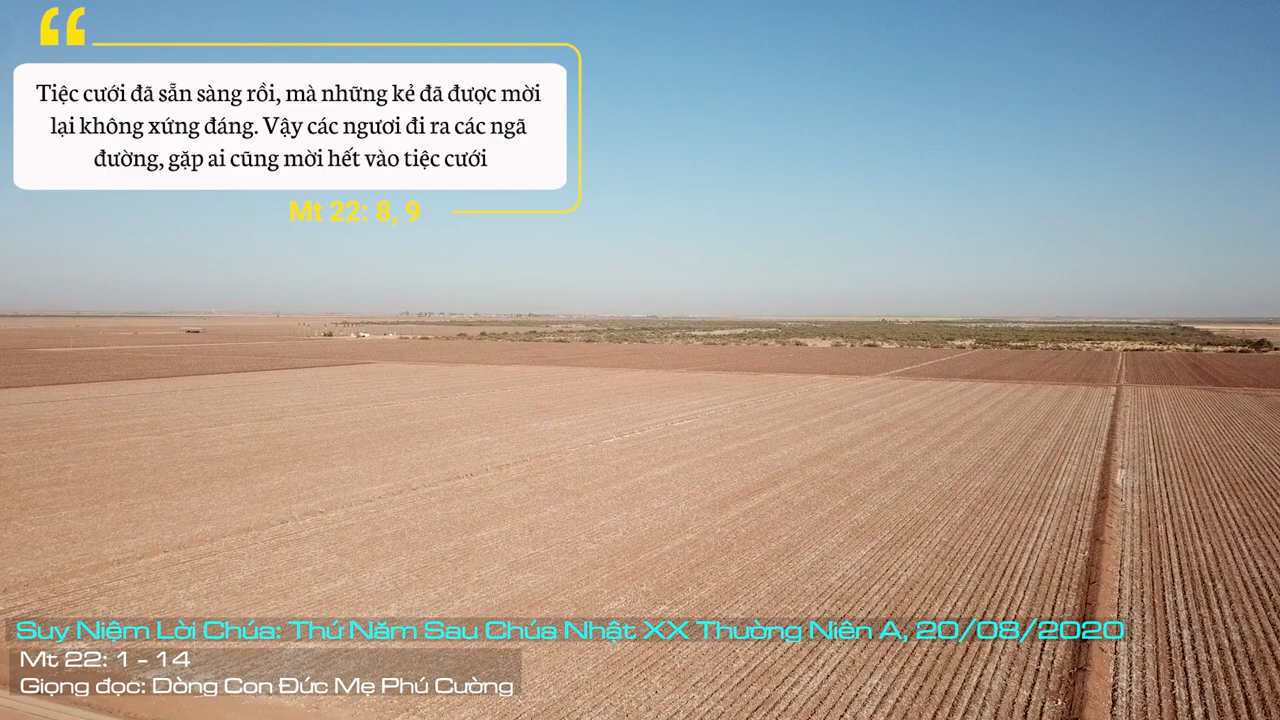 “
Tiệc cưới đã sẵn sàng rồi, mà những kẻ đã được mời
lại không xứng đáng. Vậy các ngươi đi ra các ngã
đường, gặp ai cũng mời hết vào tiệc cưới
Mt 22: 8, 9
Suy Niệm Lời Chúa: Thứ Năm Sau Chúa Nhật XX Thường Niên A, 20/08/2020
Mt 22: 1 - 14
Giọng đọc: Dòng Con Đức Mẹ Phú Cường